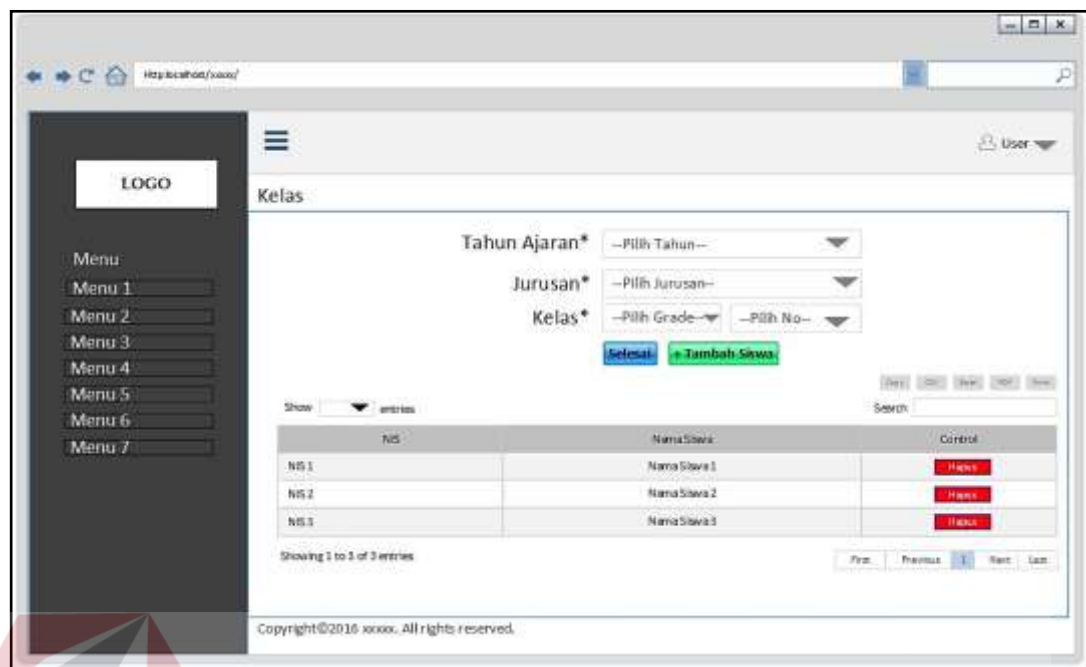 Http:localhost/xxxxx/
User
LOGO
Kelas
Menu
Menu 1
Menu 2
Menu 3
Menu 4
Menu 5
Menu 6
Menu 7
Tahun Ajaran* --Pilih Tahun--
Jurusan* --Pilih Jurusan--
Kelas* --Pilih Grade-- --Pilih No--
Selesai + Tambah Siswa
Copy CSV PDF
Show entries Search
NIS Nama Siswa Control
NIS 1 Nama Siswa 1 Hapus
NIS 2 Nama Siswa 2 Hapus
NIS 3 Nama Siswa 3 Hapus
Showing 1 to 3 of 3 entries First Previous 1 Next Last
Copyright©2016 xxxxx. All rights reserved.